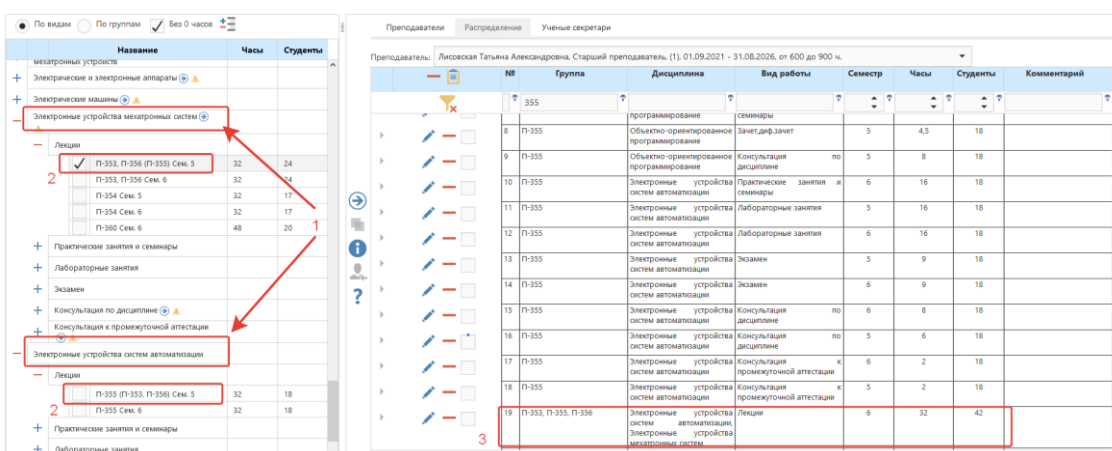 По видам По группам Без 0 часов
Название Часы Студенты
мехатронных устройств
Электрические и электронные аппараты
Электрические машины
Электронные устройства мехатронных систем
Лекции
П-353, П-356 (П-355) Сем. 5 32 24
П-353, П-356 Сем. 6 32 24
П-354 Сем. 5 32 17
П-354 Сем. 6 32 17
П-360 Сем. 6 48 20
Практические занятия и семинары
Лабораторные занятия
Экзамен
Консультация по дисциплине
Консультация к промежуточной аттестации
Электронные устройства систем автоматизации
Лекции
П-355 (П-353, П-356) Сем. 5 32 18
П-355 Сем. 6 32 18
Практические занятия и семинары
Лабораторные занятия
2
1
2
?
Преподаватели Распределение Ученые секретари
Преподаватель: Лисовская Татьяна Александровна, Старший преподаватель, (1), 01.09.2021 - 31.08.2026, от 600 до 900 ч.
№ Группа Дисциплина Вид работы Семестр Часы Студенты Комментарий
355
программирование семинары
8 П-355 Объектно-ориентированное Зачет,диф.зачет 5 4,5 18
программирование
9 П-355 Объектно-ориентированное Консультация по 5 8 18
программирование дисциплине
10 П-355 Электронные устройства Практические занятия и 6 16 18
систем автоматизации семинары
11 П-355 Электронные устройства Лабораторные занятия 5 16 18
систем автоматизации
12 П-355 Электронные устройства Лабораторные занятия 6 16 18
систем автоматизации
13 П-355 Электронные устройства Экзамен 5 9 18
систем автоматизации
14 П-355 Электронные устройства Экзамен 6 9 18
систем автоматизации
15 П-355 Электронные устройства Консультация по 6 8 18
систем автоматизации дисциплине
16 П-355 Электронные устройства Консультация по 5 6 18
систем автоматизации дисциплине
17 П-355 Электронные устройства Консультация к 6 2 18
систем автоматизации промежуточной аттестации
18 П-355 Электронные устройства Консультация к 5 2 18
систем автоматизации промежуточной аттестации
19 П-353, П-355, П-356 Электронные устройства Лекции 6 32 42
систем автоматизации,
Электронные устройства
мехатронных систем
3